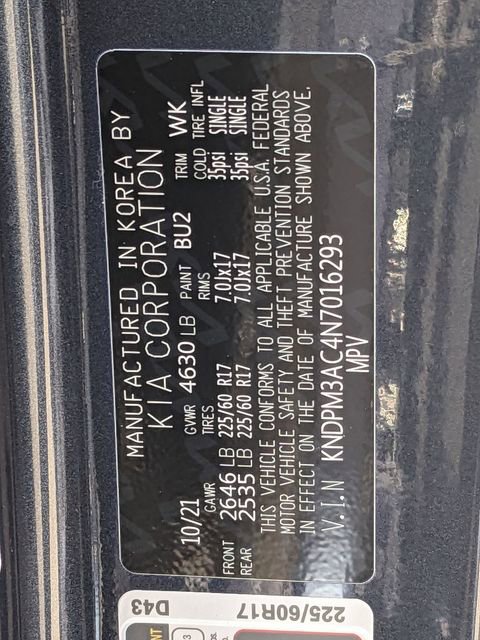 MANUFACTURED IN KOREA BY
KIA CORPORATION
10/21 GVWR 4630 LB PAINT BU2 TRIM WK
GAWR TIRES RIMS COLD TIRE INFL
FRONT 2646 LB 225/60 R17 7.0Jx17 35psi SINGLE
REAR 2535 LB 225/60 R17 7.0Jx17 35psi SINGLE
THIS VEHICLE CONFORMS TO ALL APPLICABLE U.S.A. FEDERAL
MOTOR VEHICLE SAFETY AND THEFT PREVENTION STANDARDS
IN EFFECT ON THE DATE OF MANUFACTURE SHOWN ABOVE.
V.I.N KNDPM3AC4N7016293
MPV
D43
225/60R17
3